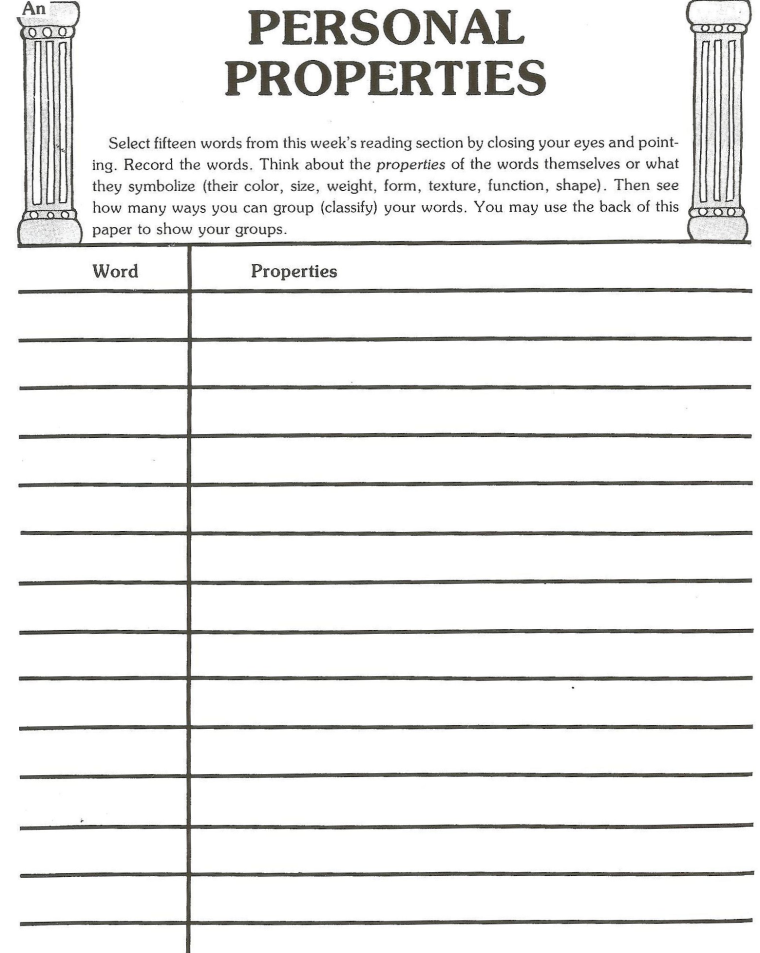 An
PERSONAL
PROPERTIES
Select fifteen words from this week's reading section by closing your eyes and point-
ing. Record the words. Think about the properties of the words themselves or what
they symbolize (their color, size, weight, form, texture, function, shape). Then see
how many ways you can group (classify) your words. You may use the back of this
paper to show your groups.
Word Properties